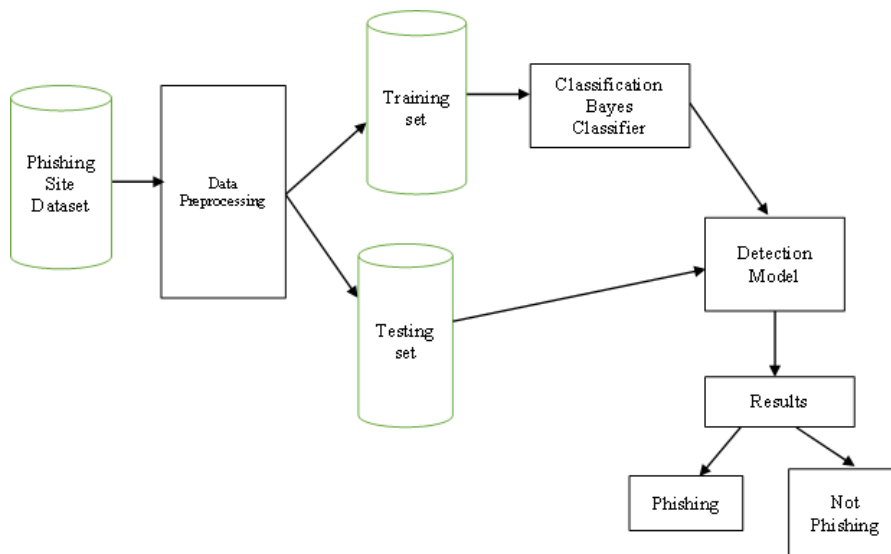 Phishing
Site
Dataset
Data
Preprocessing
Training
set
Testing
set
Classification
Bayes
Classifier
Detection
Model
Results
Phishing
Not
Phishing